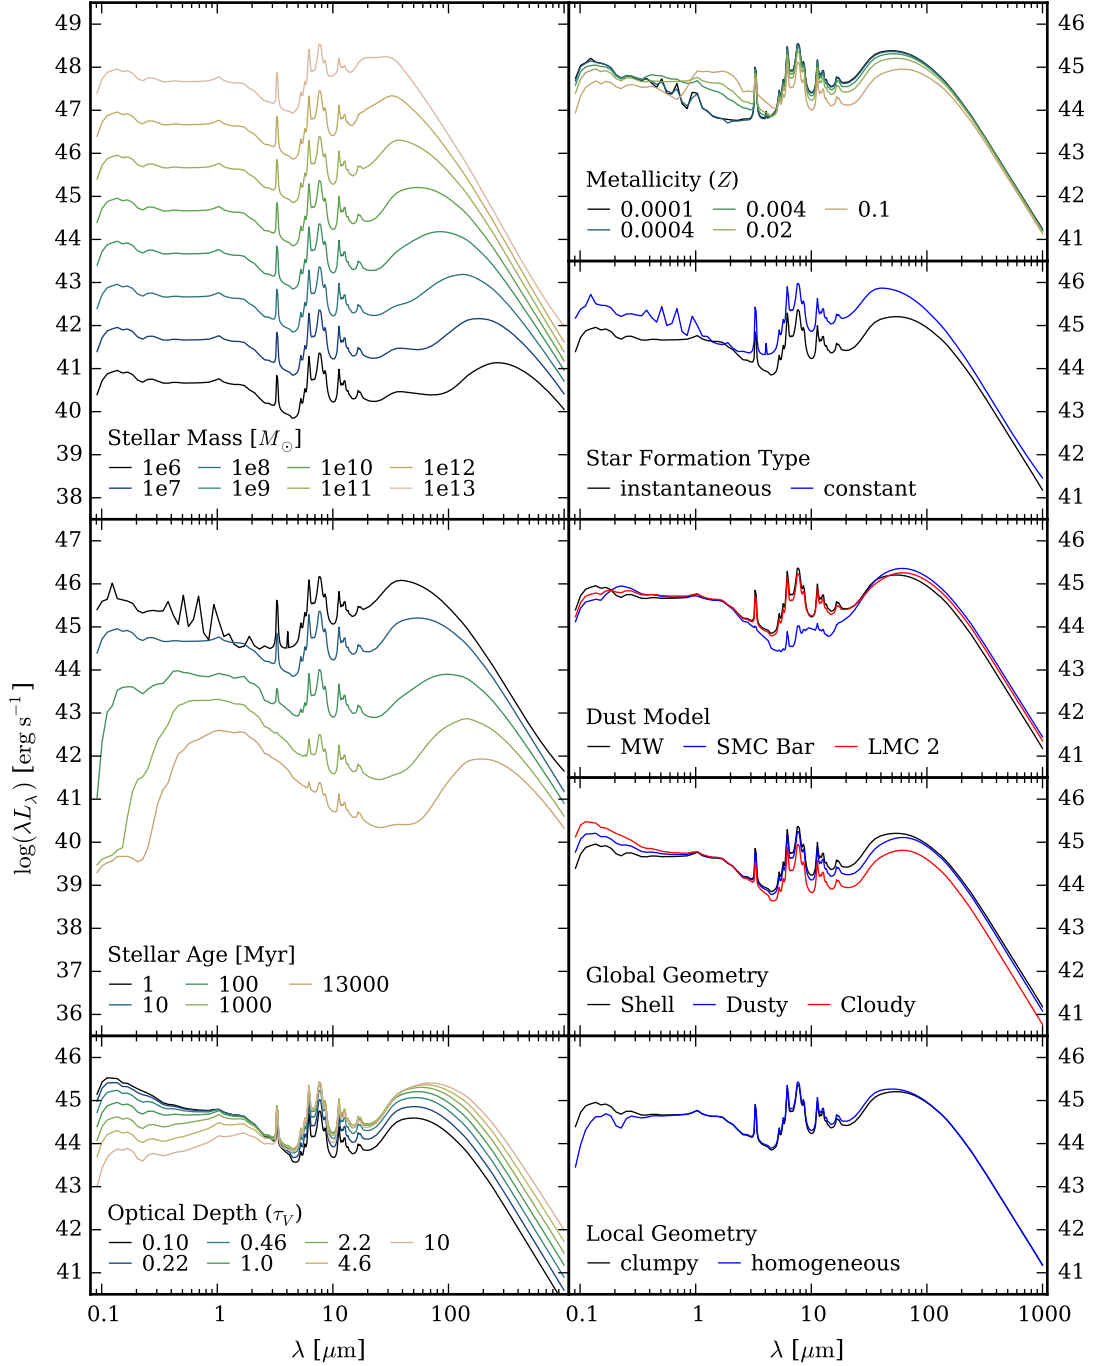 49
48
47
46
45
44
43
42
41
40
39
38
Stellar Mass [M⊙]
1e6 1e8 1e10 1e12
1e7 1e9 1e11 1e13
46
45
44
43
42
41
Metallicity (Z)
0.0001 0.004 0.1
0.0004 0.02
46
45
44
43
42
41
Star Formation Type
instantaneous constant
47
46
45
44
43
42
41
40
39
38
37
36
log(λL_λ) [erg s⁻¹]
Stellar Age [Myr]
1 100 13000
10 1000
46
45
44
43
42
41
Dust Model
MW SMC Bar LMC 2
46
45
44
43
42
41
Global Geometry
Shell Dusty Cloudy
46
45
44
43
42
41
Optical Depth (τ_V)
0.10 0.46 2.2 10
0.22 1.0 4.6
0.1 1 10 100
λ [μm]
46
45
44
43
42
41
Local Geometry
clumpy homogeneous
0.1 1 10 100 1000
λ [μm]